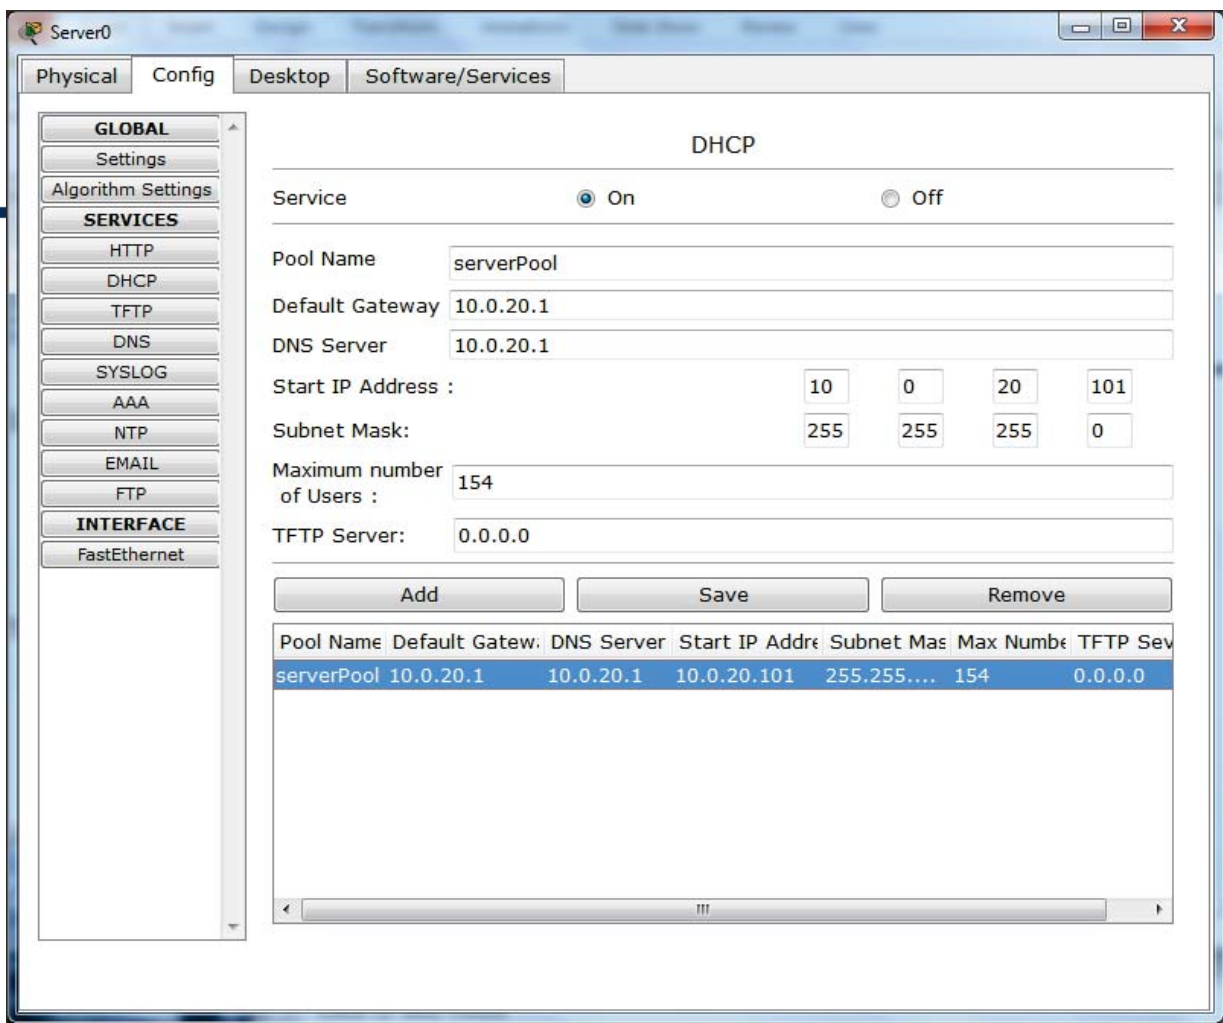 Server0
Physical Config Desktop Software/Services
GLOBAL
Settings
Algorithm Settings
SERVICES
HTTP
DHCP
TFTP
DNS
SYSLOG
AAA
NTP
EMAIL
FTP
INTERFACE
FastEthernet
DHCP
Service On Off
Pool Name serverPool
Default Gateway 10.0.20.1
DNS Server 10.0.20.1
Start IP Address : 10 0 20 101
Subnet Mask: 255 255 255 0
Maximum number
of Users : 154
TFTP Server: 0.0.0.0
Add Save Remove
Pool Name Default Gatew. DNS Server Start IP Addre Subnet Mas Max Numbe TFTP Sev
serverPool 10.0.20.1 10.0.20.1 10.0.20.101 255.255.... 154 0.0.0.0